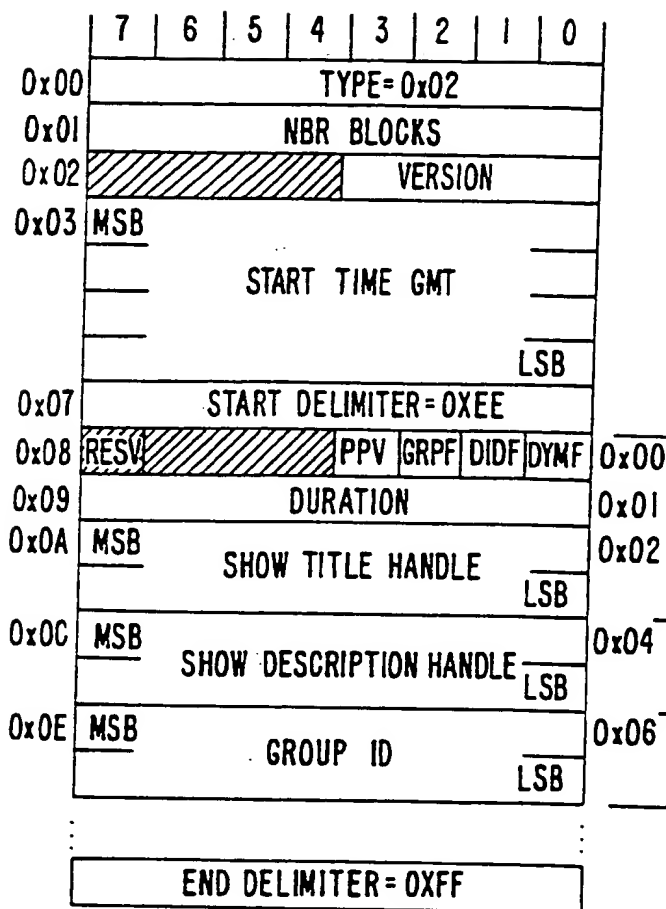 7 6 5 4 3 2 1 0
0x00 TYPE=0x02
0x01 NBR BLOCKS
0x02 VERSION
0x03 MSB
START TIME GMT
LSB
0x07 START DELIMITER=0XEE
0x08 RESV PPV GRPF DIDF DYMF 0x00
0x09 DURATION 0x01
0x0A MSB 0x02
SHOW TITLE HANDLE
LSB
0x0C MSB 0x04
SHOW DESCRIPTION HANDLE
LSB
0x0E MSB 0x06
GROUP ID
LSB
END DELIMITER=0XFF